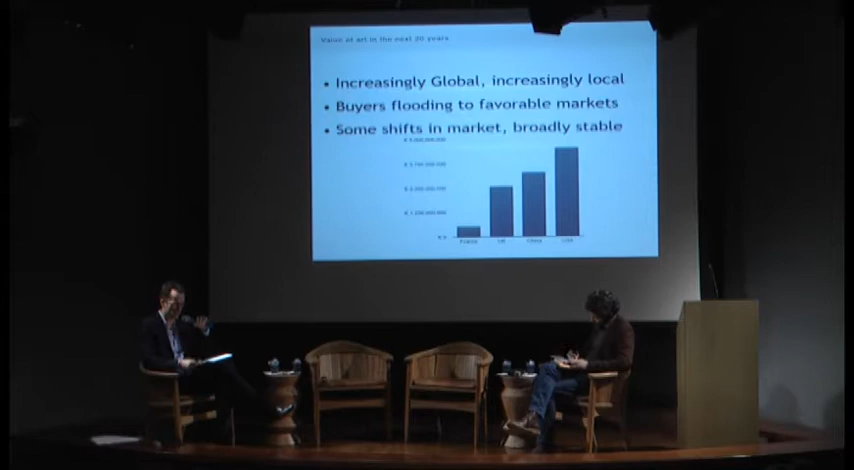 Value of art in the next 20 years
• Increasingly Global, increasingly local
• Buyers flooding to favorable markets
• Some shifts in market, broadly stable
France UK China USA